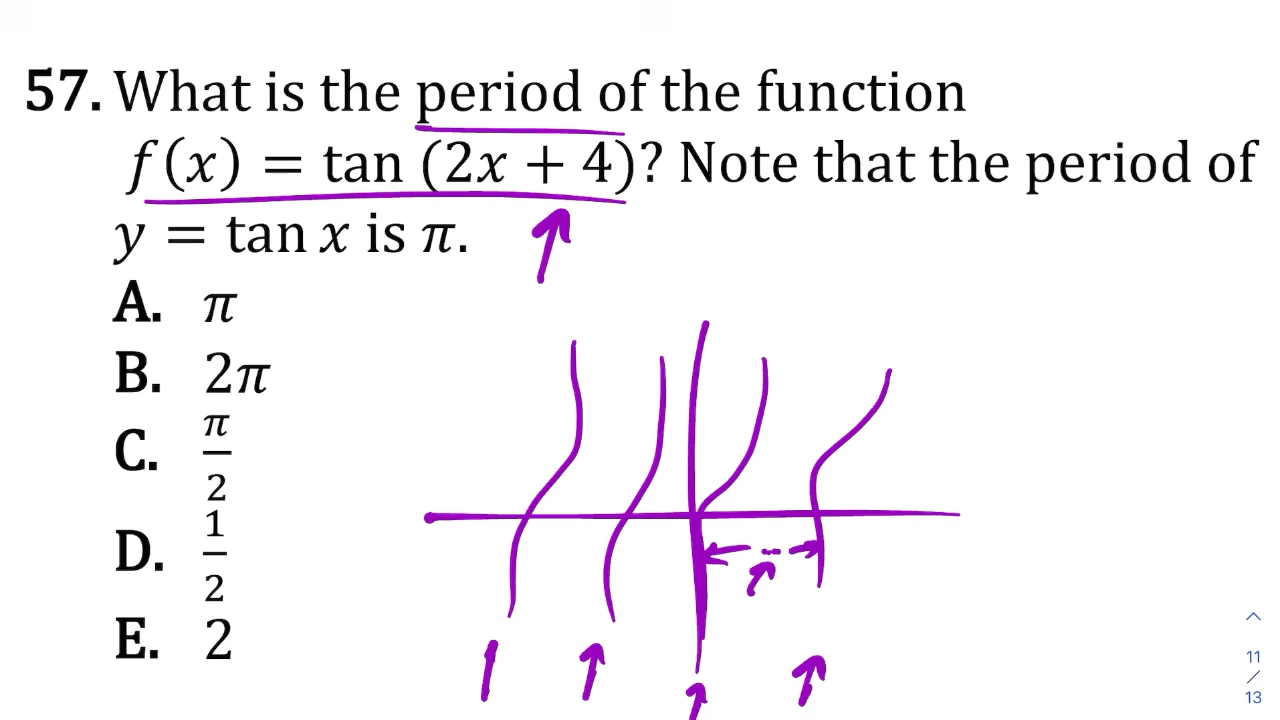 57. What is the period of the function
f(x) = tan (2x + 4)? Note that the period of
y = tan x is π.
A. π
B. 2π
C. π/2
D. 1/2
E. 2
11
/
13